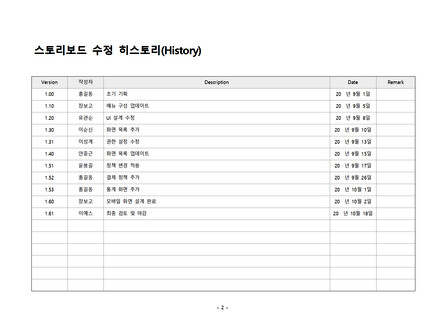 스토리보드 수정 히스토리(History)
Version 작성자 Description Date Remark
1.00 홍길동 초기 기획 20 년 9월 1일
1.10 장보고 메뉴 구성 업데이트 20 년 9월 5일
1.20 유관순 UI 설계 수정 20 년 9월 8일
1.30 이순신 화면 목록 추가 20 년 9월 10일
1.31 이성계 권한 설정 수정 20 년 9월 13일
1.40 안중근 화면 목록 업데이트 20 년 9월 15일
1.51 윤봉길 정책 변경 적용 20 년 9월 17일
1.52 홍길동 결제 정책 추가 20 년 9월 26일
1.53 홍길동 통계 화면 추가 20 년 10월 1일
1.60 장보고 모바일 화면 설계 완료 20 년 10월 2일
1.61 이예스 최종 검토 및 마감 20 년 10월 18일
- 2 -